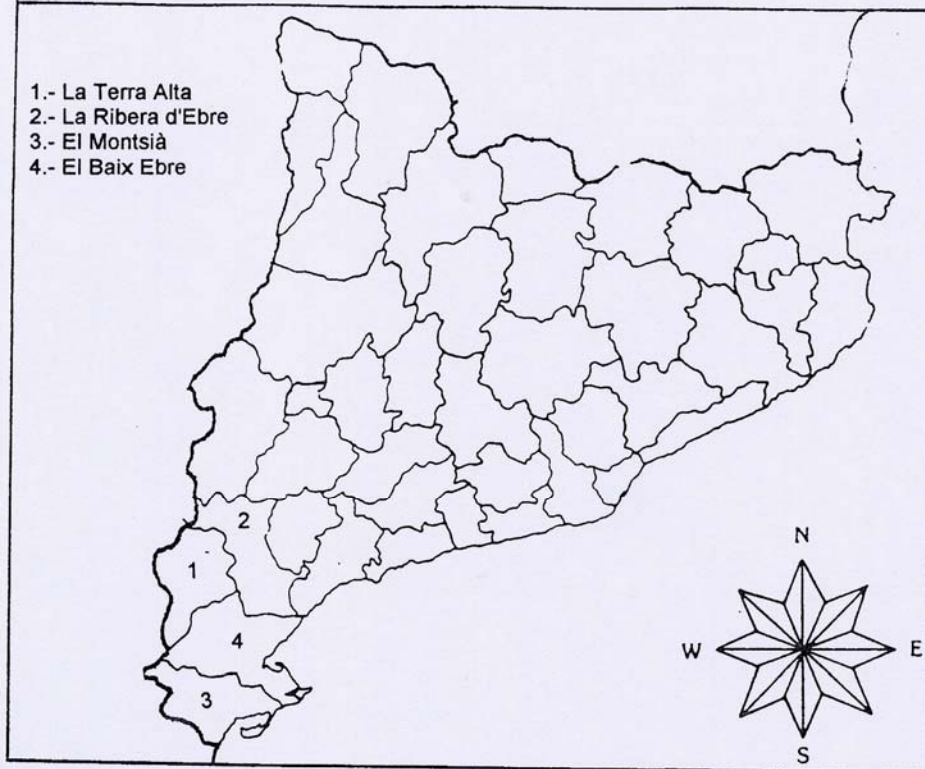 1.- La Terra Alta
2.- La Ribera d'Ebre
3.- El Montsià
4.- El Baix Ebre
2
1
4
3
N
W
E
S